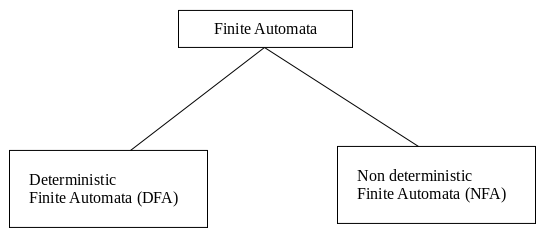 Finite Automata
Deterministic
Finite Automata (DFA)
Non deterministic
Finite Automata (NFA)